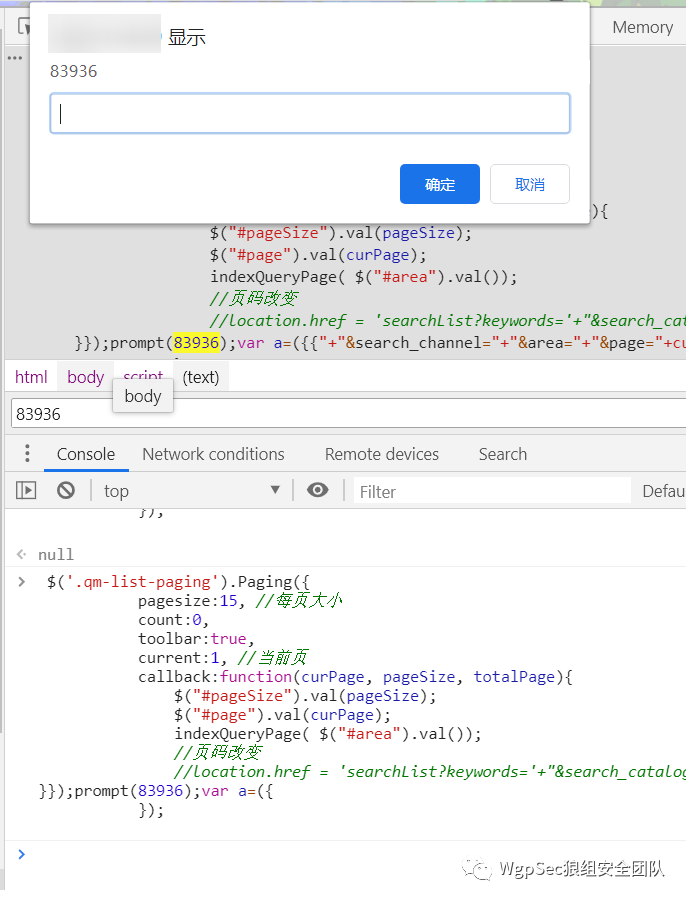 显示
Memory
83936
确定
取消
){
$("#pageSize").val(pageSize);
$("#page").val(curPage);
indexQueryPage( $("#area").val());
//页码改变
//location.href = 'searchList?keywords='+"&search_cat
}});prompt(83936);var a=({{"+"&search_channel="+"&area="+"&page="+cu
html body script (text)
body
83936
Console Network conditions Remote devices Search
top Filter Defau
}),
null
$('.qm-list-paging').Paging({
pagesize:15, //每页大小
count:0,
toolbar:true,
current:1, //当前页
callback:function(curPage, pageSize, totalPage){
$("#pageSize").val(pageSize);
$("#page").val(curPage);
indexQueryPage( $("#area").val());
//页码改变
//location.href = 'searchList?keywords='+"&search_catalog
}});prompt(83936);var a=({
});
WgpSec狼组安全团队